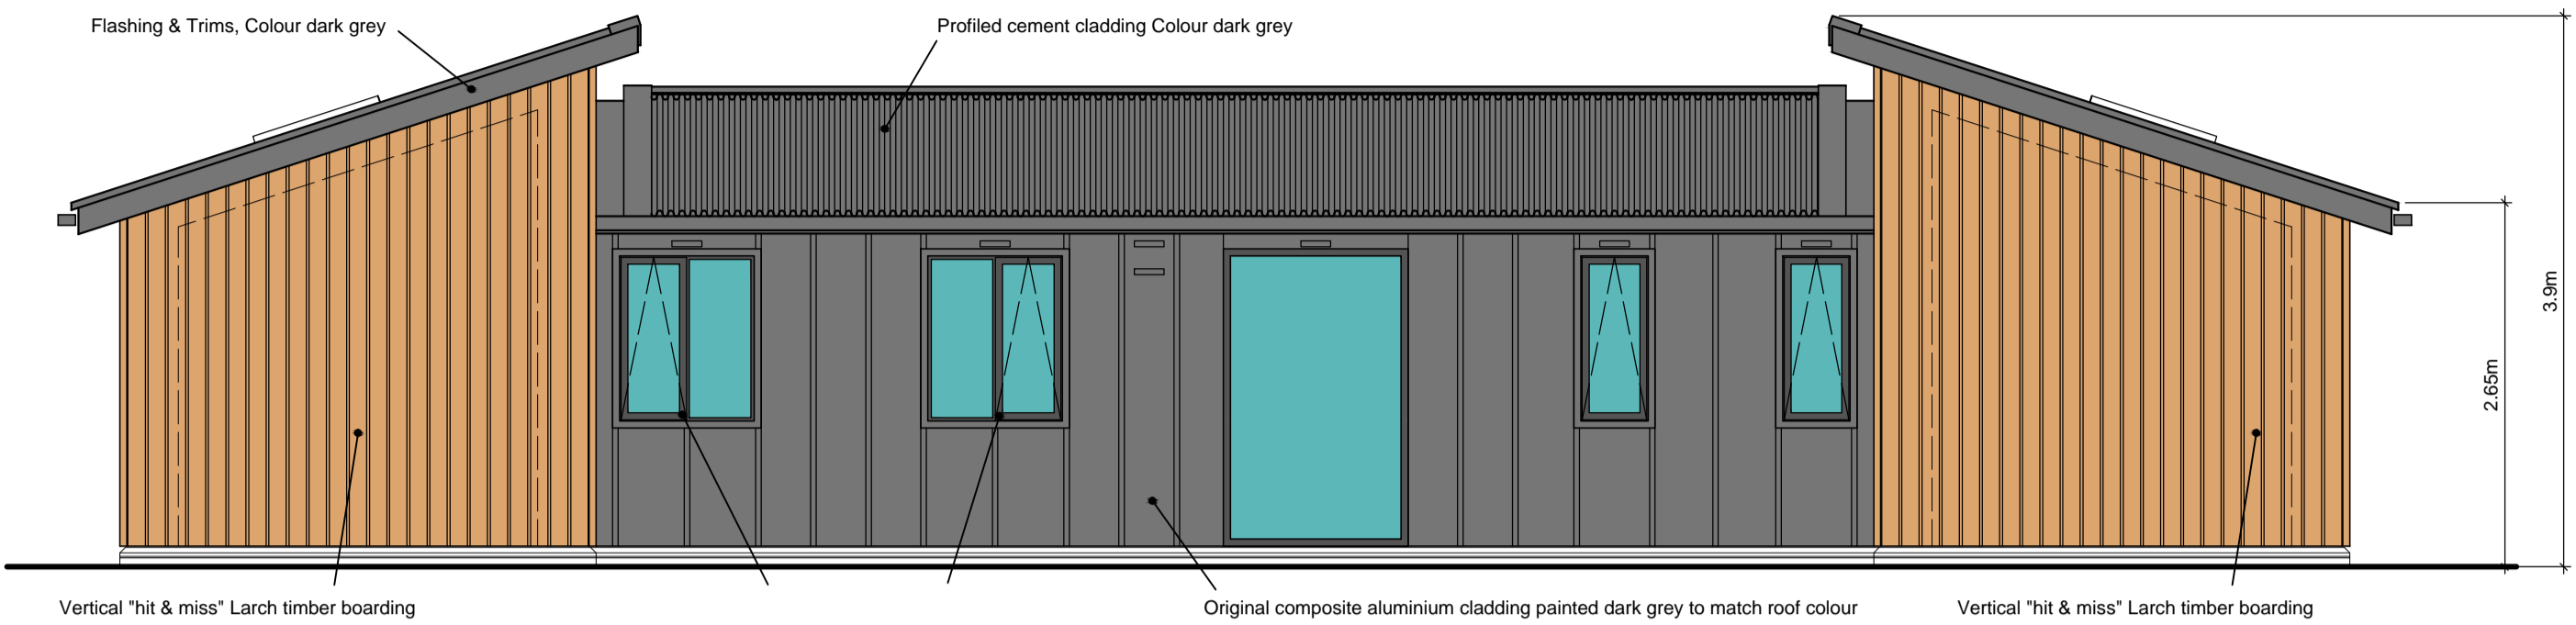 Flashing & Trims, Colour dark grey
Profiled cement cladding Colour dark grey
3.9m
2.65m
Vertical "hit & miss" Larch timber boarding
Original composite aluminium cladding painted dark grey to match roof colour
Vertical "hit & miss" Larch timber boarding